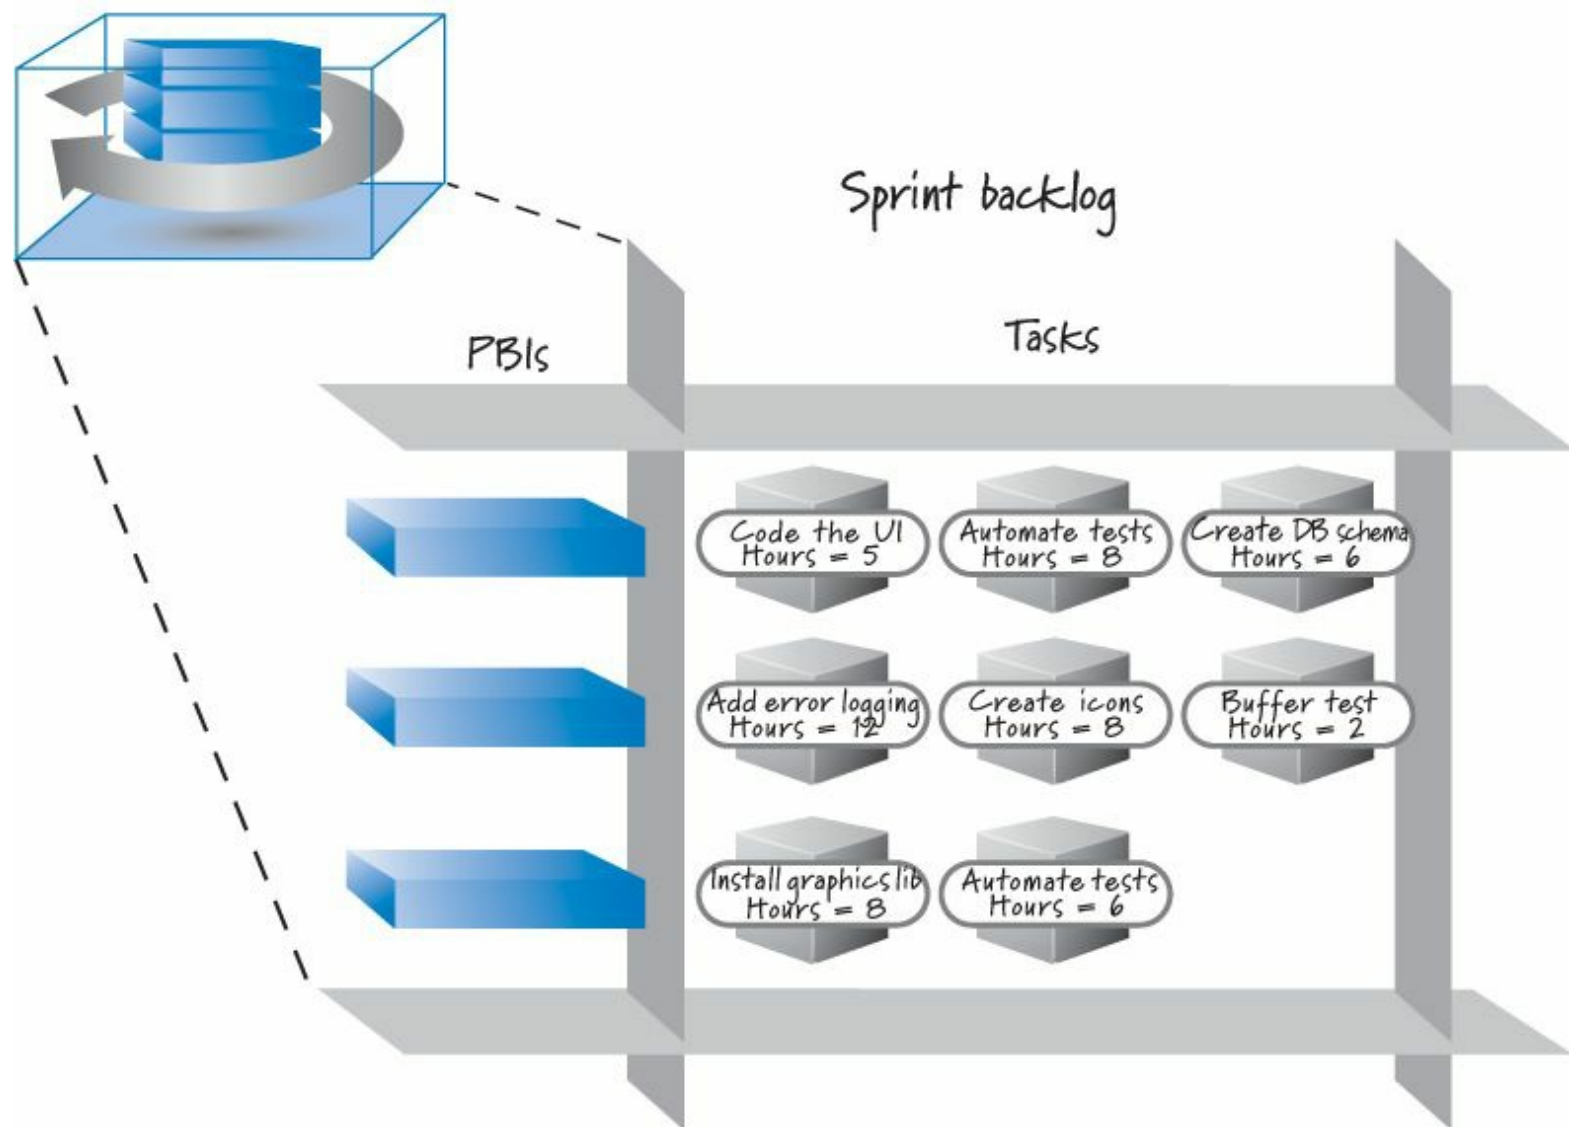 Sprint backlog
PBIs
Tasks
Code the UI
Hours = 5
Automate tests
Hours = 8
Create DB schema
Hours = 6
Add error logging
Hours = 12
Create icons
Hours = 8
Buffer test
Hours = 2
Install graphics lib
Hours = 8
Automate tests
Hours = 6